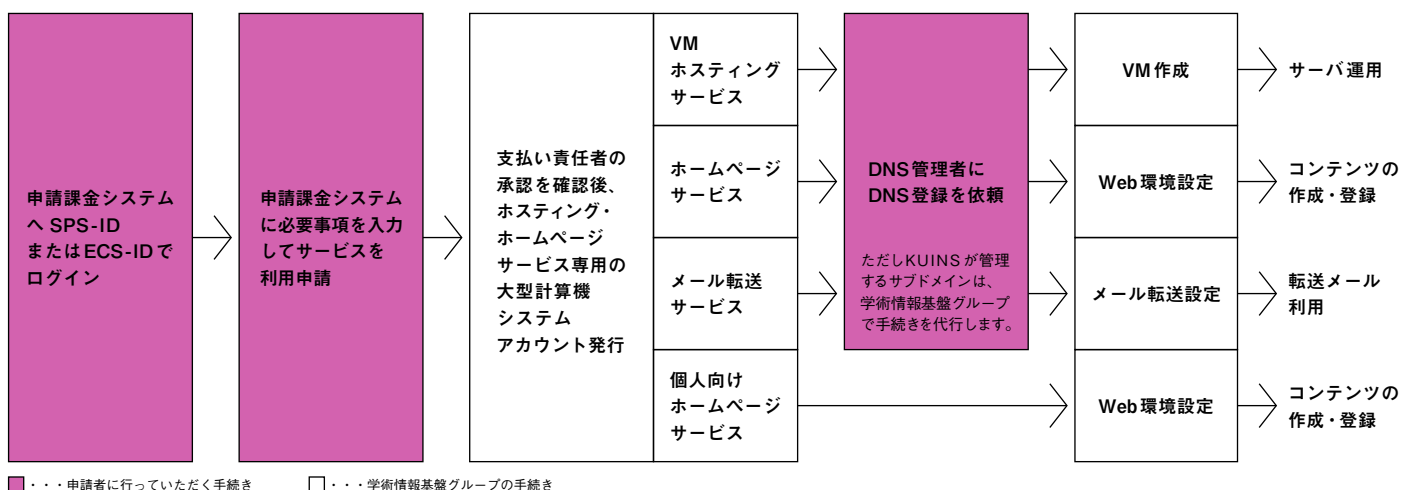 申請課金システム
へ SPS-ID
またはECS-IDで
ログイン
申請課金システム
に必要事項を入力
してサービスを
利用申請
支払い責任者の
承認を確認後、
ホスティング・
ホームページ
サービス専用の
大型計算機
システム
アカウント発行
VM
ホスティング
サービス
ホームページ
サービス
メール転送
サービス
個人向け
ホームページ
サービス
DNS管理者に
DNS登録を依頼
ただしKUINSが管理
するサブドメインは、
学術情報基盤グループ
で手続きを代行します。
VM作成
Web環境設定
メール転送設定
Web環境設定
サーバ運用
コンテンツの
作成・登録
転送メール
利用
コンテンツの
作成・登録
・・・申請者に行っていただく手続き
・・・学術情報基盤グループの手続き